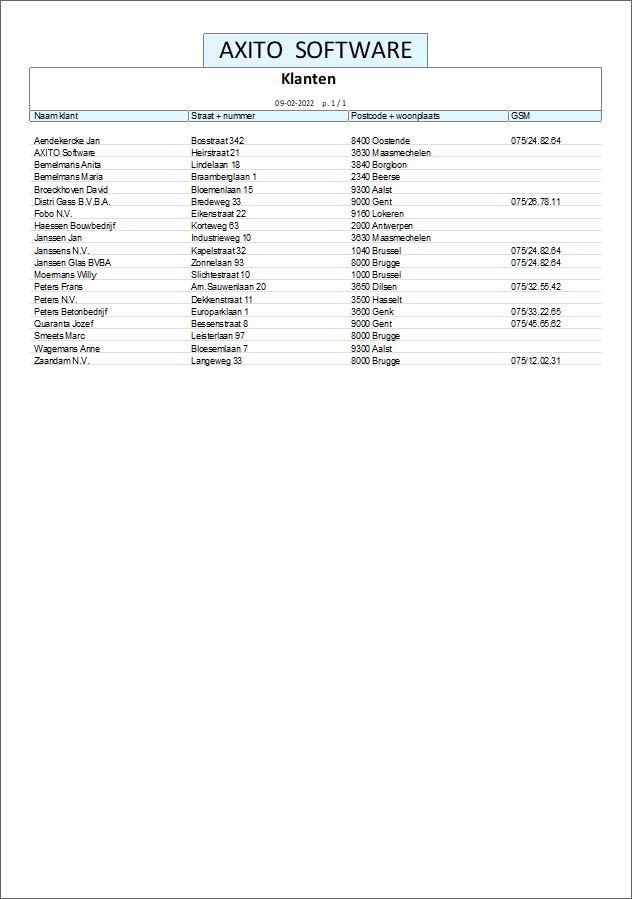 AXITO SOFTWARE
Klanten
09-02-2022 p. 1 / 1
Naam klant Straat + nummer Postcode + woonplaats GSM
Aendekercke Jan Bosstraat 342 8400 Oostende 075/24.82.64
AXITO Software Heirstraat 21 3630 Maasmechelen
Bemelmans Anita Lindelaan 18 3840 Borgloon
Bemelmans Maria Braamberglaan 1 2340 Beerse
Broeckhoven David Bloemenlaan 15 9300 Aalst
Distri Gass B.V.B.A. Bredeweg 33 9000 Gent 075/26.78.11
Fobo N.V. Eikenstraat 22 9160 Lokeren
Haessen Bouwbedrijf Korteweg 63 2000 Antwerpen
Janssen Jan Industrieweg 10 3630 Maasmechelen
Janssens N.V. Kapelstraat 32 1040 Brussel 075/24.82.64
Janssen Glas BVBA Zonnelaan 93 8000 Brugge 075/24.82.64
Moermans Willy Slichtestraat 10 1000 Brussel
Peters Frans Arn.Sauwenlaan 20 3650 Dilsen 075/32.55.42
Peters N.V. Dekkenstraat 11 3500 Hasselt
Peters Betonbedrijf Europarklaan 1 3600 Genk 075/33.22.65
Quaranta Jozef Bessenstraat 8 9000 Gent 075/45.65.62
Smeets Marc Leisterlaan 97 8000 Brugge
Wagemans Anne Bloesemlaan 7 9300 Aalst
Zaandam N.V. Langeweg 33 8000 Brugge 075/12.02.31